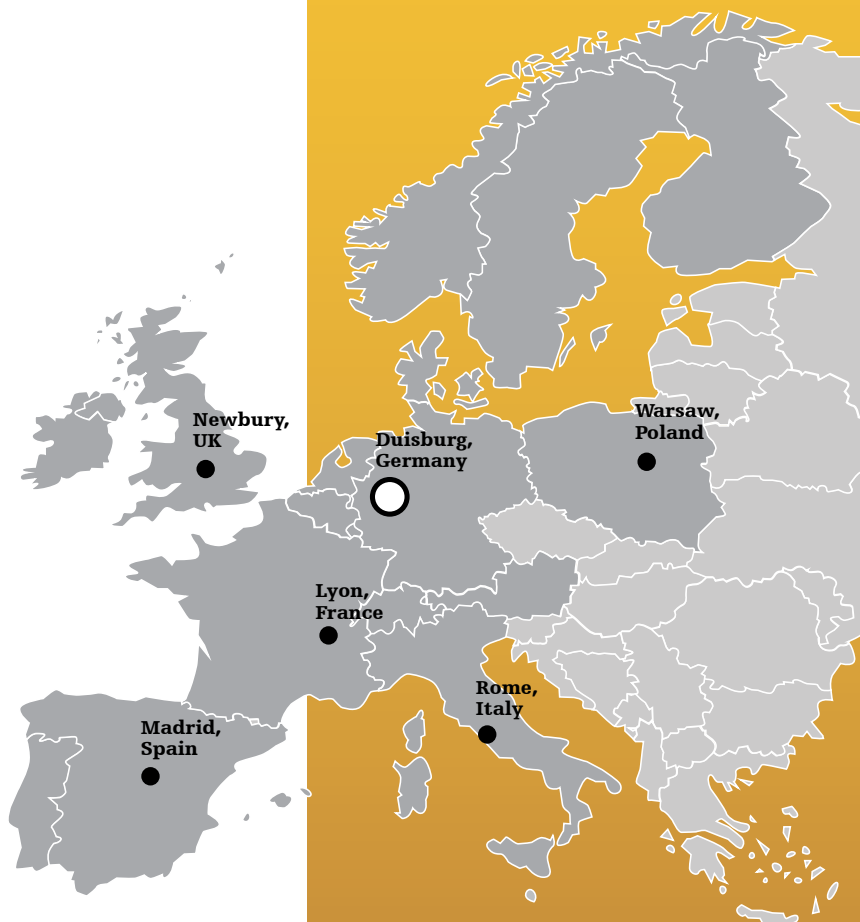 Newbury,
UK
Duisburg,
Germany
Warsaw,
Poland
Lyon,
France
Rome,
Italy
Madrid,
Spain